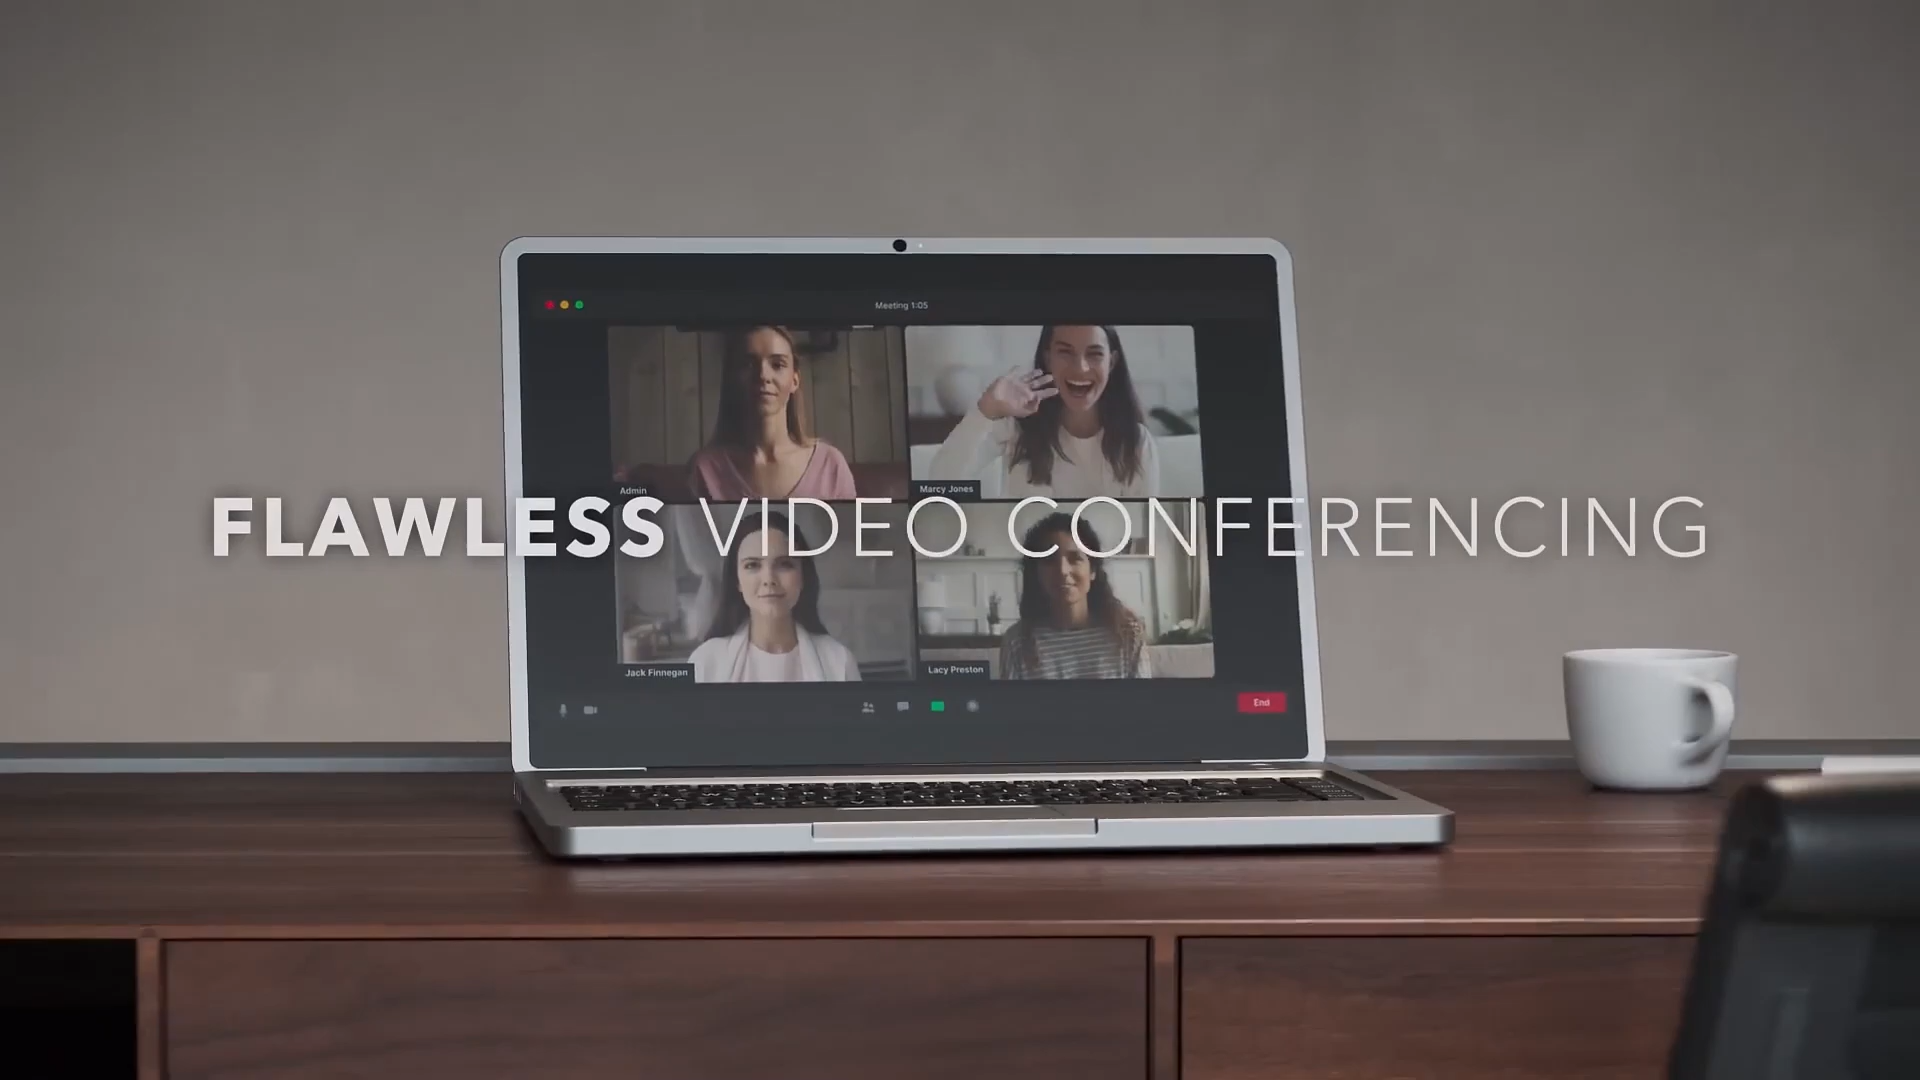 Meeting 1:05
Admin
Marcy Jones
FLAWLESS VIDEO CONFERENCING
Jack Finnegan
Lacy Preston
End